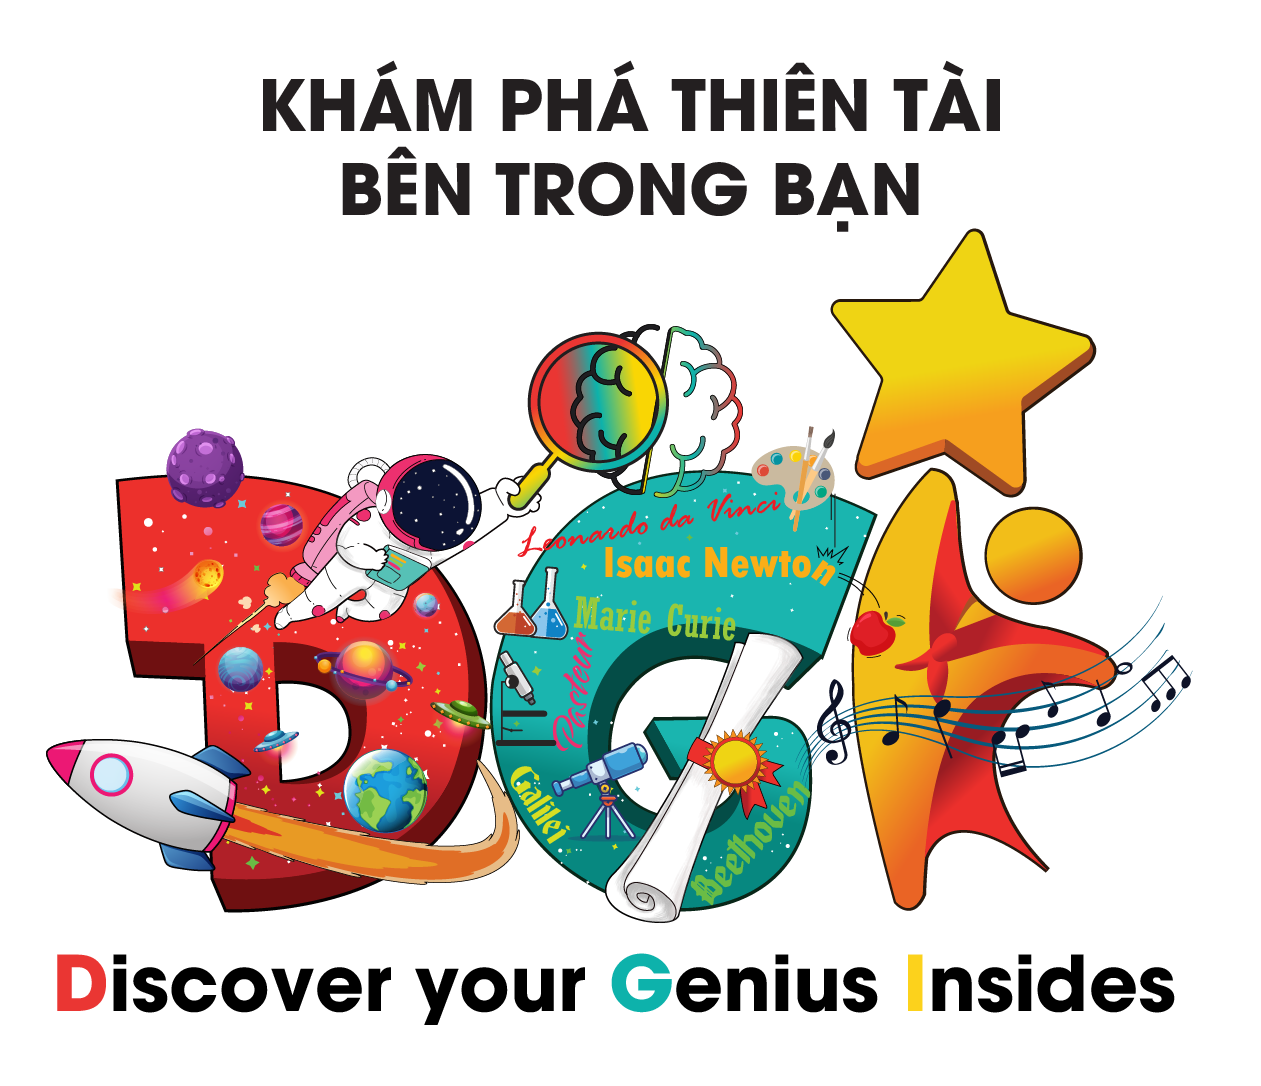 KHÁM PHÁ THIÊN TÀI
BÊN TRONG BẠN
DGi
Leonardo da Vinci
Isaac Newton
Marie Curie
Pasteur
Galilei
Beethoven
Discover your Genius Insides